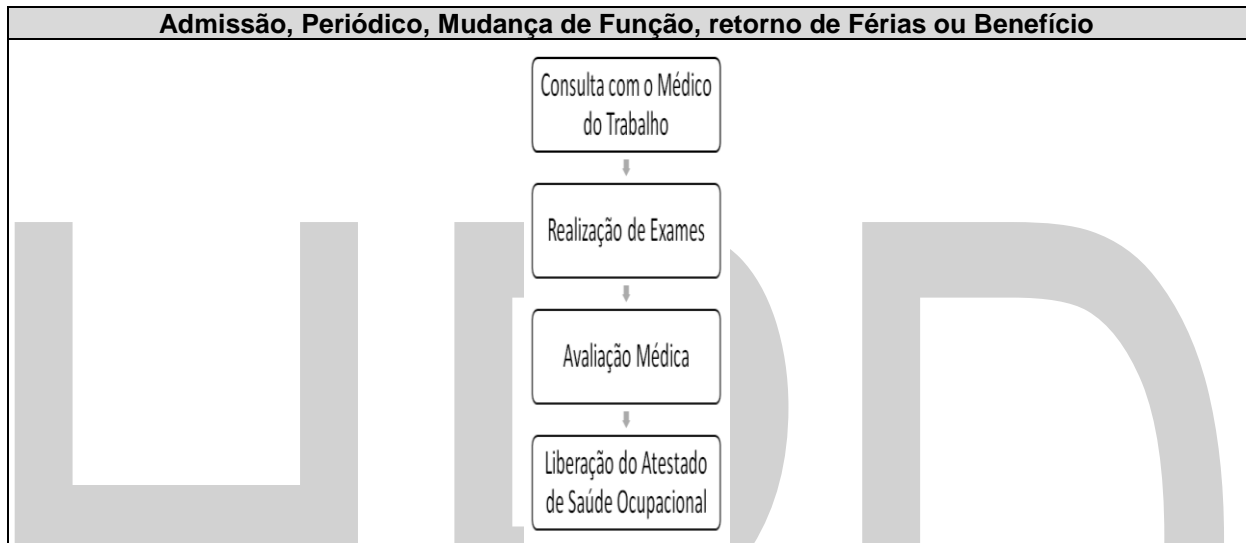 Admissão, Periódico, Mudança de Função, retorno de Férias ou Benefício
Consulta com o Médico
do Trabalho
Realização de Exames
Avaliação Médica
Liberação do Atestado
de Saúde Ocupacional